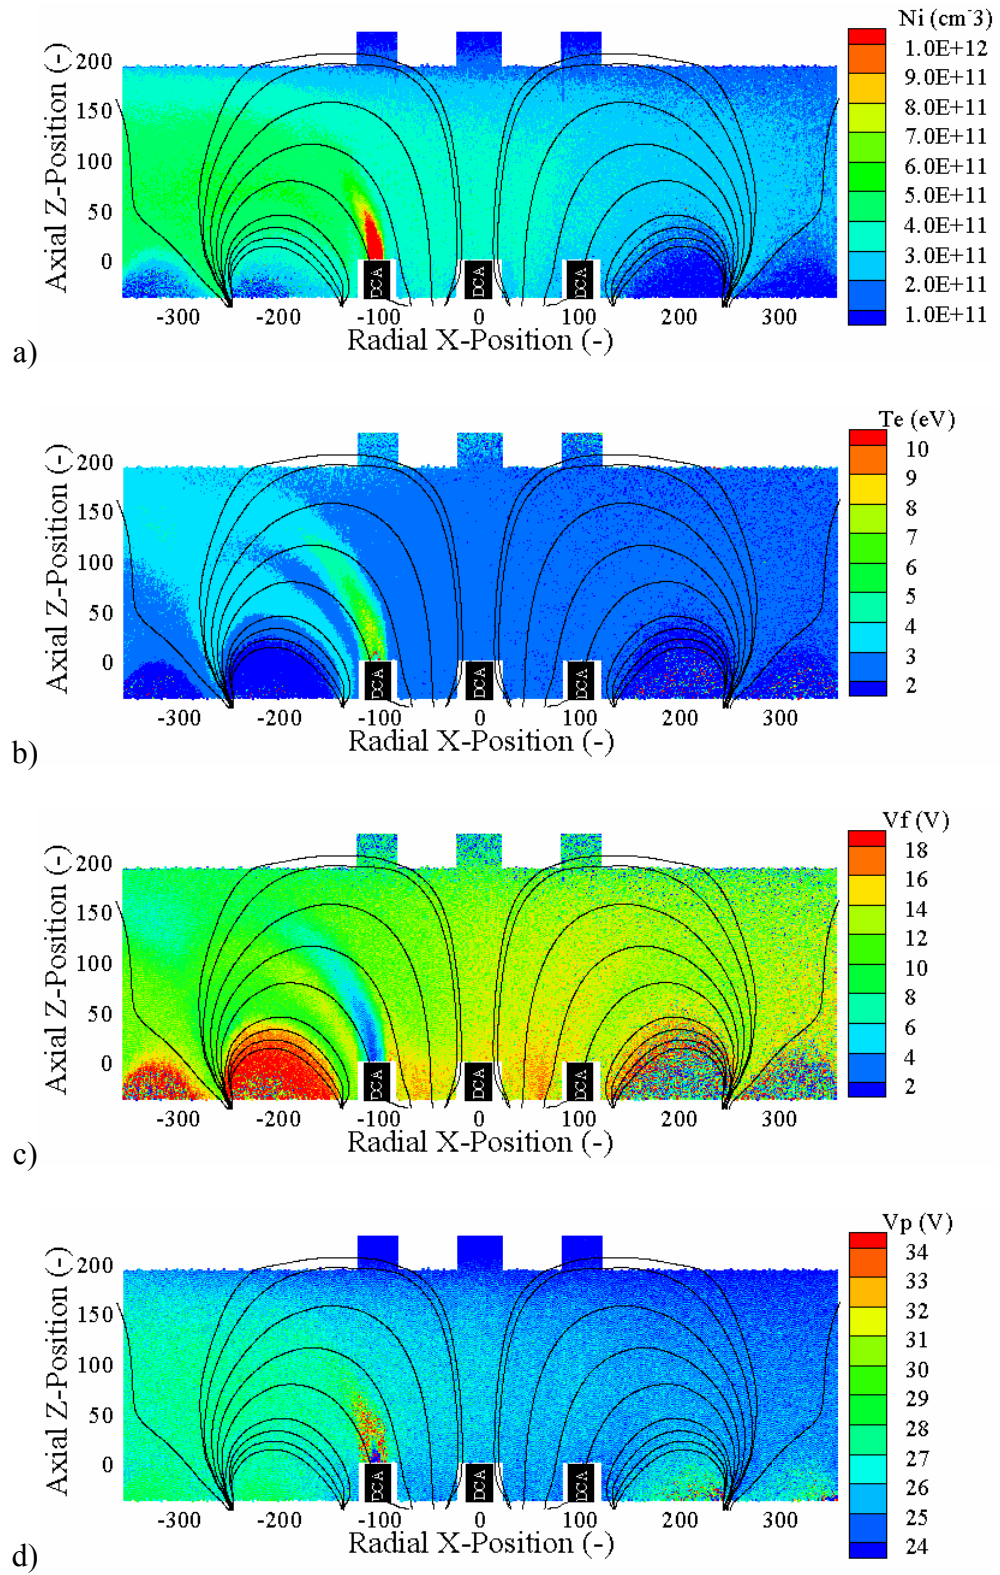 Ni (cm^-3)
1.0E+12
9.0E+11
8.0E+11
7.0E+11
6.0E+11
5.0E+11
4.0E+11
3.0E+11
2.0E+11
1.0E+11
Axial Z-Position (-)
200
150
100
50
0
DCA
DCA
DCA
-300 -200 -100 0 100 200 300
Radial X-Position (-)
a)
Te (eV)
10
9
8
7
6
5
4
3
2
Axial Z-Position (-)
200
150
100
50
0
DCA
DCA
DCA
-300 -200 -100 0 100 200 300
Radial X-Position (-)
b)
Vf (V)
18
16
14
12
10
8
6
4
2
Axial Z-Position (-)
200
150
100
50
0
DCA
DCA
DCA
-300 -200 -100 0 100 200 300
Radial X-Position (-)
c)
Vp (V)
34
33
32
31
30
29
28
27
26
25
24
Axial Z-Position (-)
200
150
100
50
0
DCA
DCA
DCA
-300 -200 -100 0 100 200 300
Radial X-Position (-)
d)